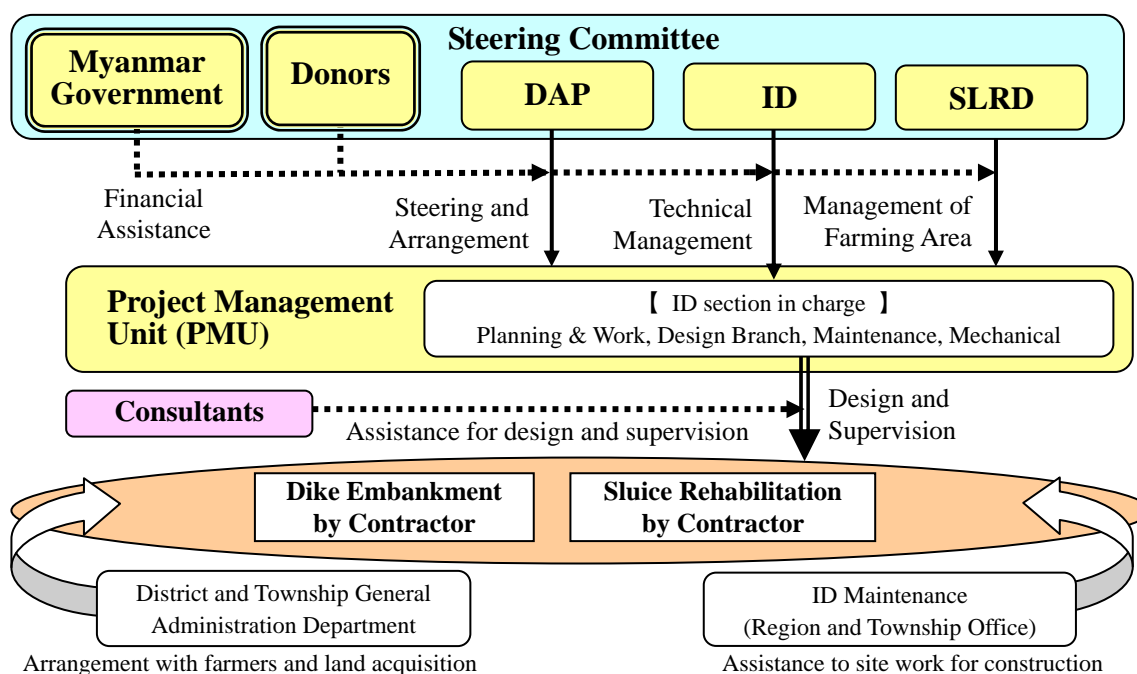 Steering Committee
Myanmar
Government
Donors
DAP
ID
SLRD
Financial
Assistance
Steering and
Arrangement
Technical
Management
Management of
Farming Area
Project Management
Unit (PMU)
【 ID section in charge 】
Planning & Work, Design Branch, Maintenance, Mechanical
Consultants
Assistance for design and supervision
Design and
Supervision
Dike Embankment
by Contractor
Sluice Rehabilitation
by Contractor
District and Township General
Administration Department
ID Maintenance
(Region and Township Office)
Arrangement with farmers and land acquisition
Assistance to site work for construction